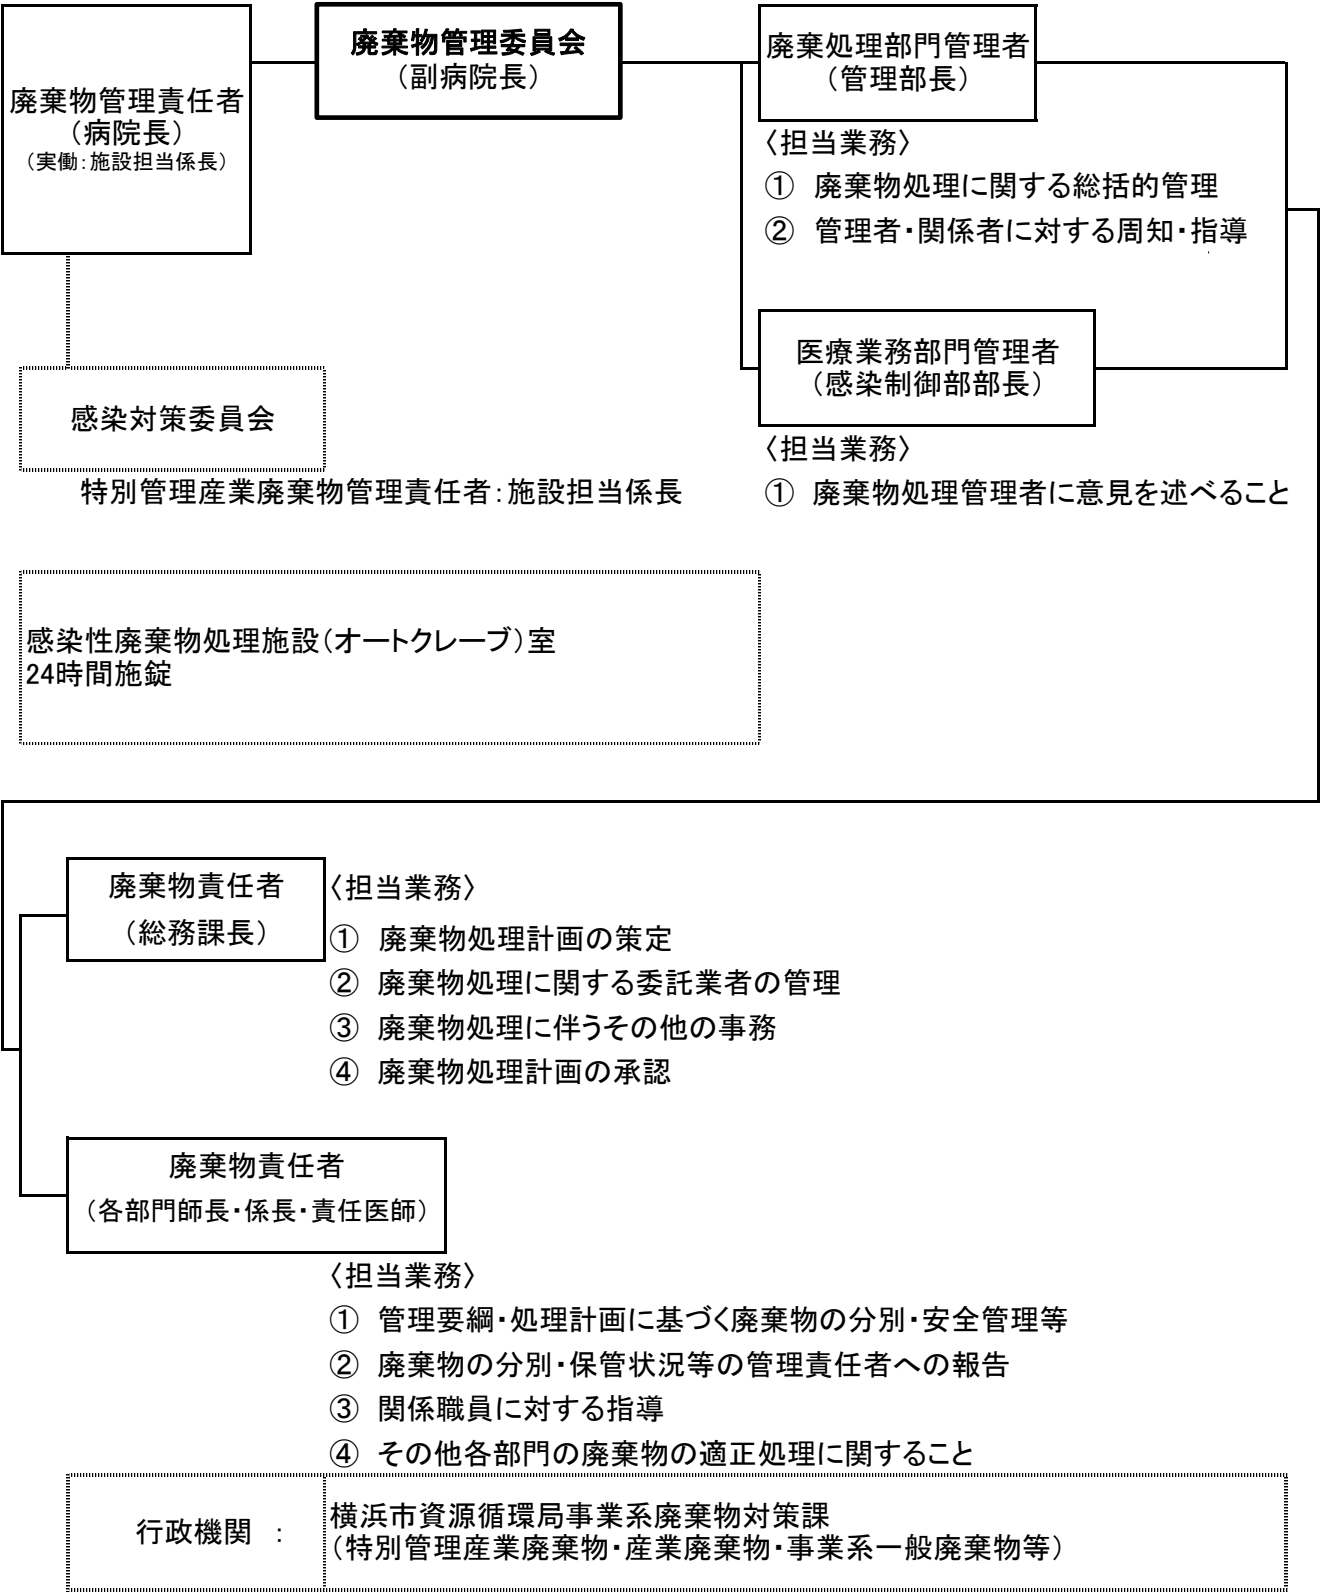 廃棄物管理責任者
（病院長）
（実働：施設担当係長）
廃棄物管理委員会
（副病院長）
廃棄処理部門管理者
（管理部長）
〈担当業務〉
① 廃棄物処理に関する総括的管理
② 管理者・関係者に対する周知・指導
医療業務部門管理者
（感染制御部部長）
〈担当業務〉
① 廃棄物処理管理者に意見を述べること
感染対策委員会
特別管理産業廃棄物管理責任者：施設担当係長
感染性廃棄物処理施設（オートクレーブ）室
24時間施錠
廃棄物責任者
（総務課長）
〈担当業務〉
① 廃棄物処理計画の策定
② 廃棄物処理に関する委託業者の管理
③ 廃棄物処理に伴うその他の事務
④ 廃棄物処理計画の承認
廃棄物責任者
（各部門師長・係長・責任医師）
〈担当業務〉
① 管理要綱・処理計画に基づく廃棄物の分別・安全管理等
② 廃棄物の分別・保管状況等の管理責任者への報告
③ 関係職員に対する指導
④ その他各部門の廃棄物の適正処理に関すること
行政機関 ：
横浜市資源循環局事業系廃棄物対策課
（特別管理産業廃棄物・産業廃棄物・事業系一般廃棄物等）